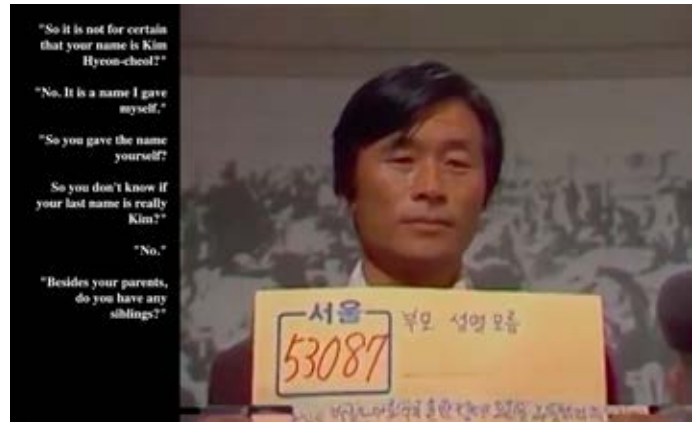 "So it is not for certain
that your name is Kim
Hyeon-cheol?"
"No. It is a name I gave
myself."
"So you gave the name
yourself?
So you don't know if
your last name is really
Kim?"
"No."
"Besides your parents,
do you have any
siblings?"
서울
53087
부모 성명 모름